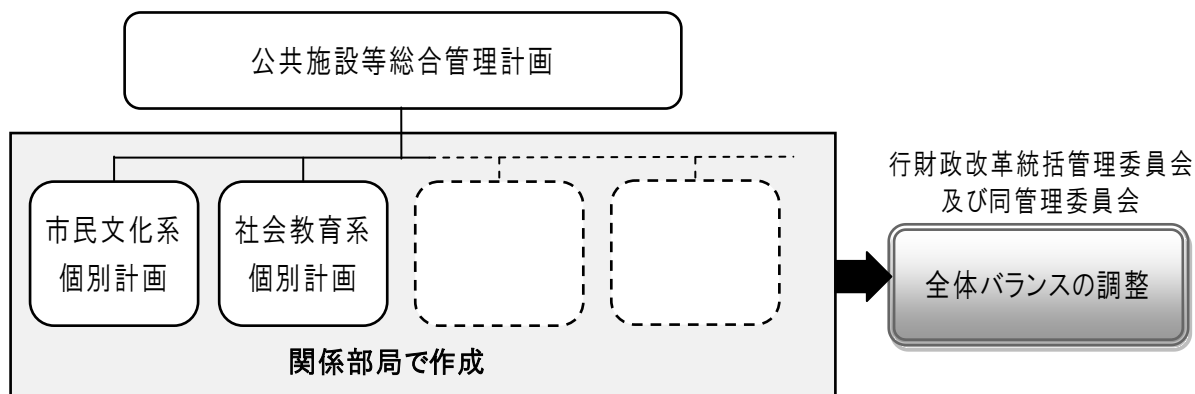 公共施設等総合管理計画
市民文化系
個別計画
社会教育系
個別計画
関係部局で作成
行財政改革統括管理委員会
及び同管理委員会
全体バランスの調整